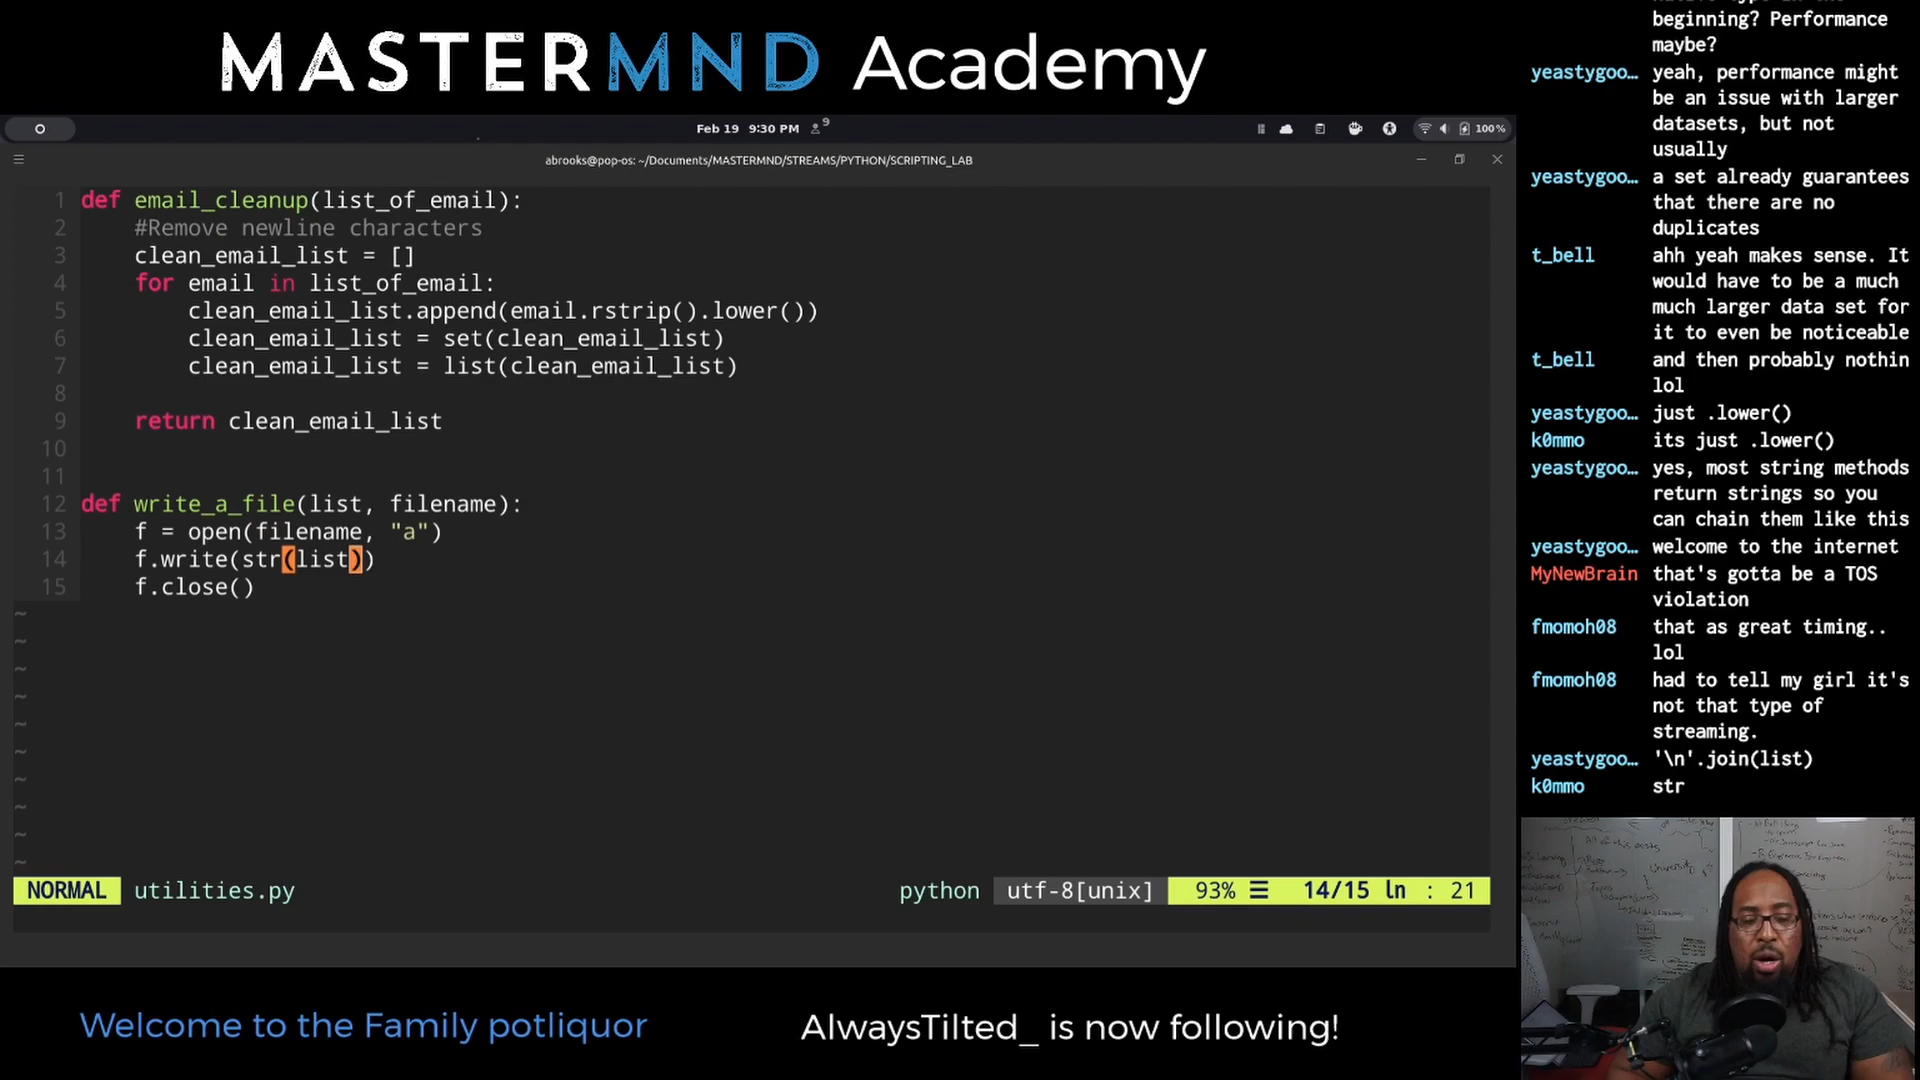 MASTERMND Academy
Feb 19 9:30 PM
9
100%
abrooks@pop-os: ~/Documents/MASTERMND/STREAMS/PYTHON/SCRIPTING_LAB
1 def email_cleanup(list_of_email):
2 #Remove newline characters
3 clean_email_list = []
4 for email in list_of_email:
5 clean_email_list.append(email.rstrip().lower())
6 clean_email_list = set(clean_email_list)
7 clean_email_list = list(clean_email_list)
8
9 return clean_email_list
10
11
12 def write_a_file(list, filename):
13 f = open(filename, "a")
14 f.write(str(list))
15 f.close()
~
~
~
~
~
~
~
~
~
~
NORMAL utilities.py python utf-8[unix] 93% ☰ 14/15 ln : 21
beginning? Performance
maybe?
yeastygoo… yeah, performance might
be an issue with larger
datasets, but not
usually
yeastygoo… a set already guarantees
that there are no
duplicates
t_bell ahh yeah makes sense. It
would have to be a much
much larger data set for
it to even be noticeable
t_bell and then probably nothin
lol
yeastygoo… just .lower()
k0mmo its just .lower()
yeastygoo… yes, most string methods
return strings so you
can chain them like this
yeastygoo… welcome to the internet
MyNewBrain that's gotta be a TOS
violation
fmomoh08 that as great timing..
lol
fmomoh08 had to tell my girl it's
not that type of
streaming.
yeastygoo… '\n'.join(list)
k0mmo str
Welcome to the Family potliquor
AlwaysTilted_ is now following!